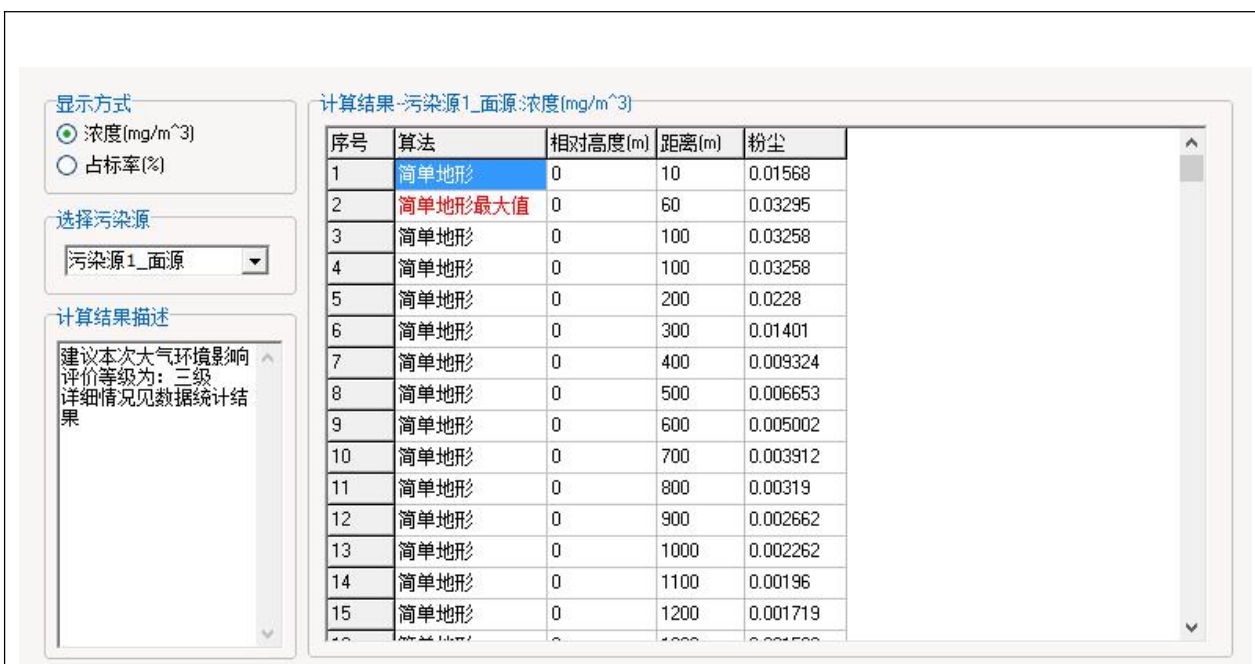 显示方式
浓度(mg/m^3)
占标率(%)
选择污染源
污染源1_面源
计算结果描述
建议本次大气环境影响
评价等级为：三级
详细情况见数据统计结
果
计算结果-污染源1_面源:浓度(mg/m^3)
序号 算法 相对高度(m) 距离(m) 粉尘
1 简单地形 0 10 0.01568
2 简单地形最大值 0 60 0.03295
3 简单地形 0 100 0.03258
4 简单地形 0 100 0.03258
5 简单地形 0 200 0.0228
6 简单地形 0 300 0.01401
7 简单地形 0 400 0.009324
8 简单地形 0 500 0.006653
9 简单地形 0 600 0.005002
10 简单地形 0 700 0.003912
11 简单地形 0 800 0.00319
12 简单地形 0 900 0.002662
13 简单地形 0 1000 0.002262
14 简单地形 0 1100 0.00196
15 简单地形 0 1200 0.001719